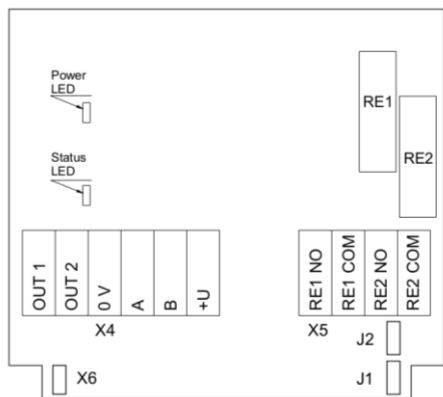 Power
LED
RE1
RE2
Status
LED
OUT 1
OUT 2
0 V
A
B
+U
RE1 NO
RE1 COM
RE2 NO
RE2 COM
X4
X5
J2
X6
J1